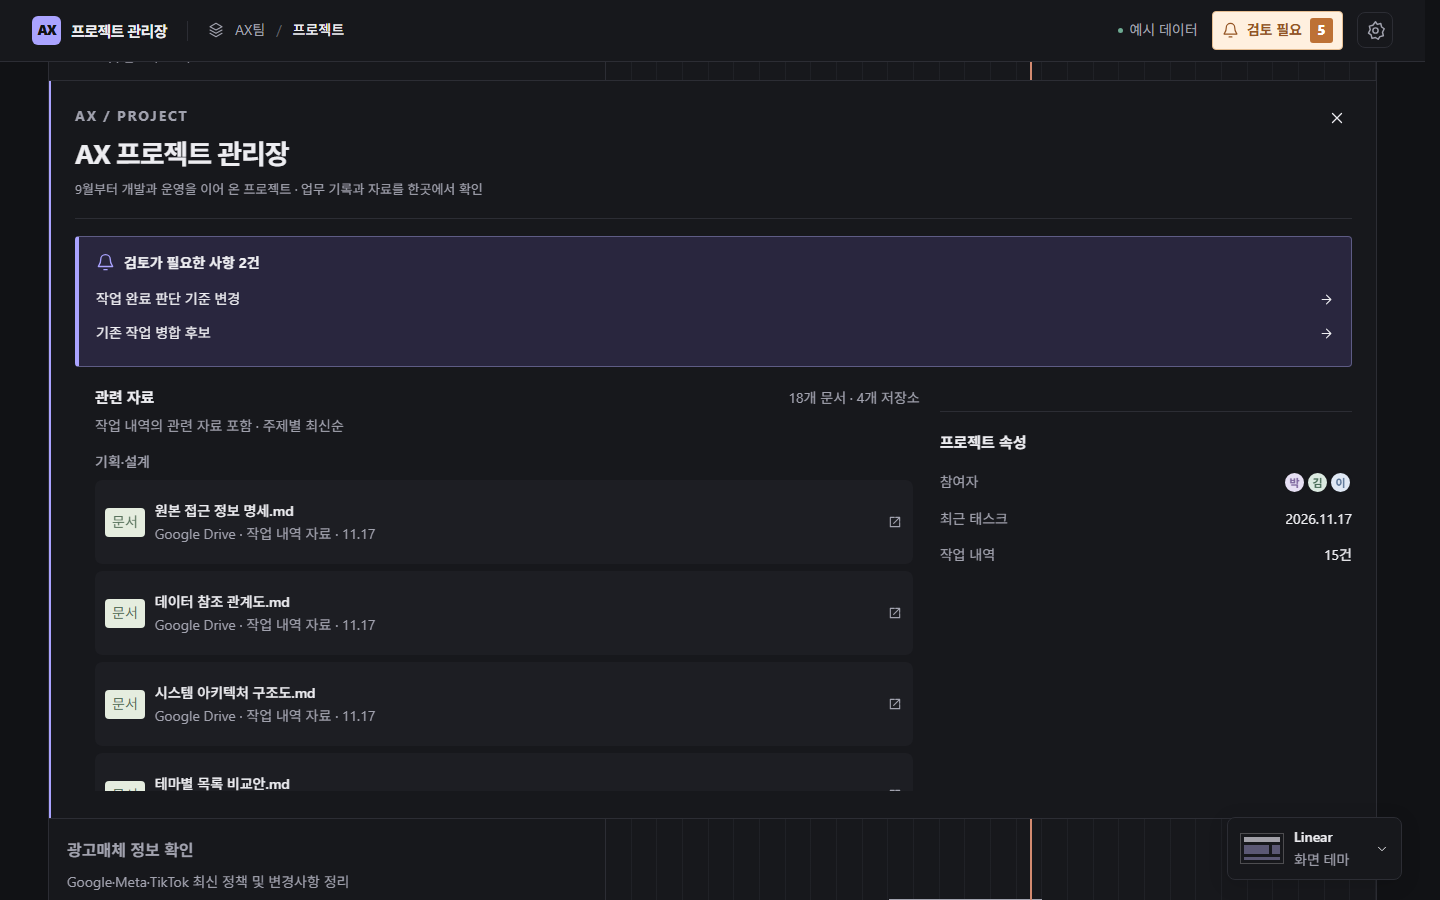 AX 프로젝트 관리장
AX팀 / 프로젝트
예시 데이터
검토 필요 5
AX / PROJECT
AX 프로젝트 관리장
9월부터 개발과 운영을 이어 온 프로젝트 · 업무 기록과 자료를 한곳에서 확인
검토가 필요한 사항 2건
작업 완료 판단 기준 변경
기존 작업 병합 후보
관련 자료
18개 문서 · 4개 저장소
작업 내역의 관련 자료 포함 · 주제별 최신순
기획·설계
문서
원본 접근 정보 명세.md
Google Drive · 작업 내역 자료 · 11.17
문서
데이터 참조 관계도.md
Google Drive · 작업 내역 자료 · 11.17
문서
시스템 아키텍처 구조도.md
Google Drive · 작업 내역 자료 · 11.17
테마별 목록 비교안.md
프로젝트 속성
참여자
박 김 이
최근 태스크
2026.11.17
작업 내역
15건
광고매체 정보 확인
Google·Meta·TikTok 최신 정책 및 변경사항 정리
Linear
화면 테마